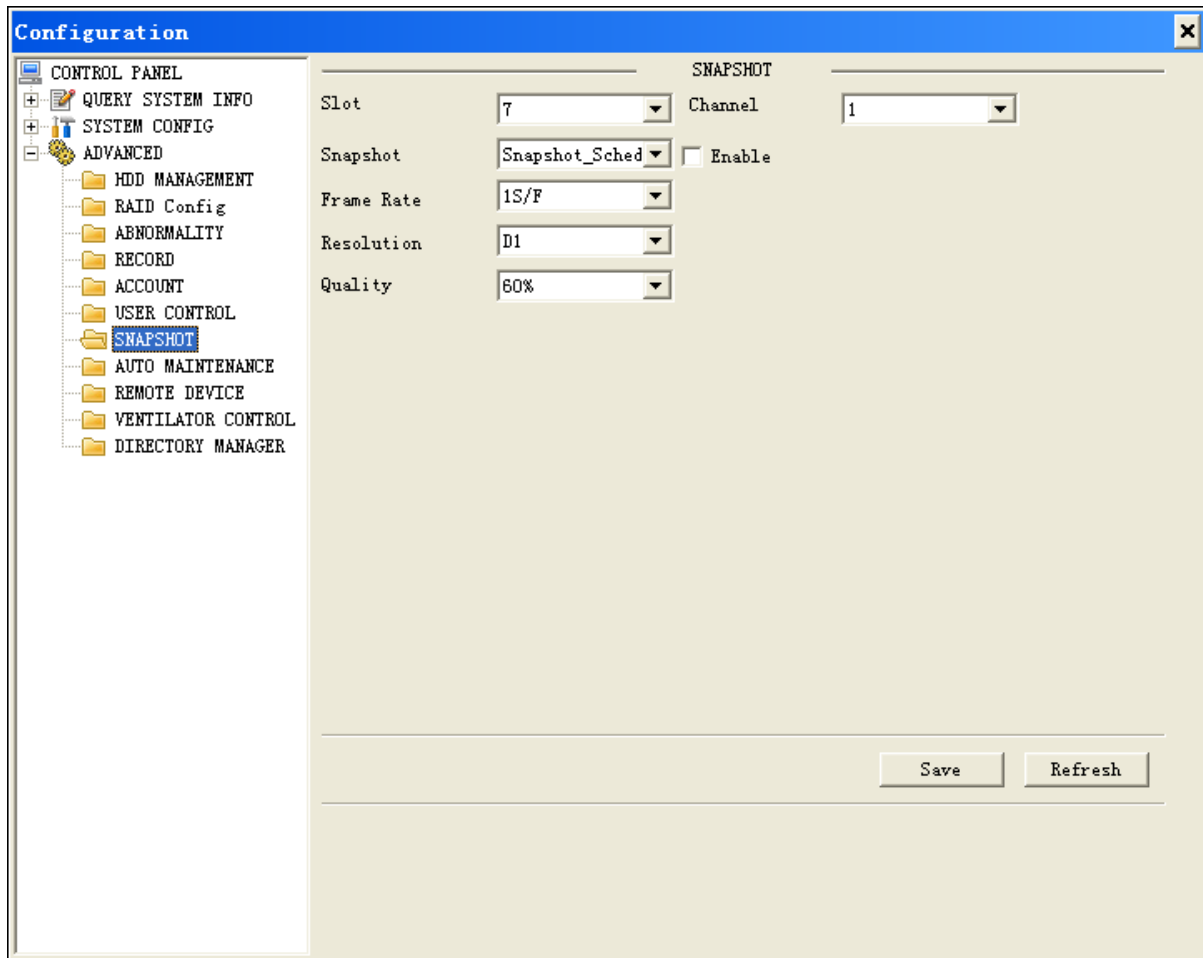 Configuration
CONTROL PANEL
QUERY SYSTEM INFO
SYSTEM CONFIG
ADVANCED
HDD MANAGEMENT
RAID Config
ABNORMALITY
RECORD
ACCOUNT
USER CONTROL
SNAPSHOT
AUTO MAINTENANCE
REMOTE DEVICE
VENTILATOR CONTROL
DIRECTORY MANAGER
SNAPSHOT
Slot 7 Channel 1
Snapshot Snapshot_Sched Enable
Frame Rate 1S/F
Resolution D1
Quality 60%
Save Refresh